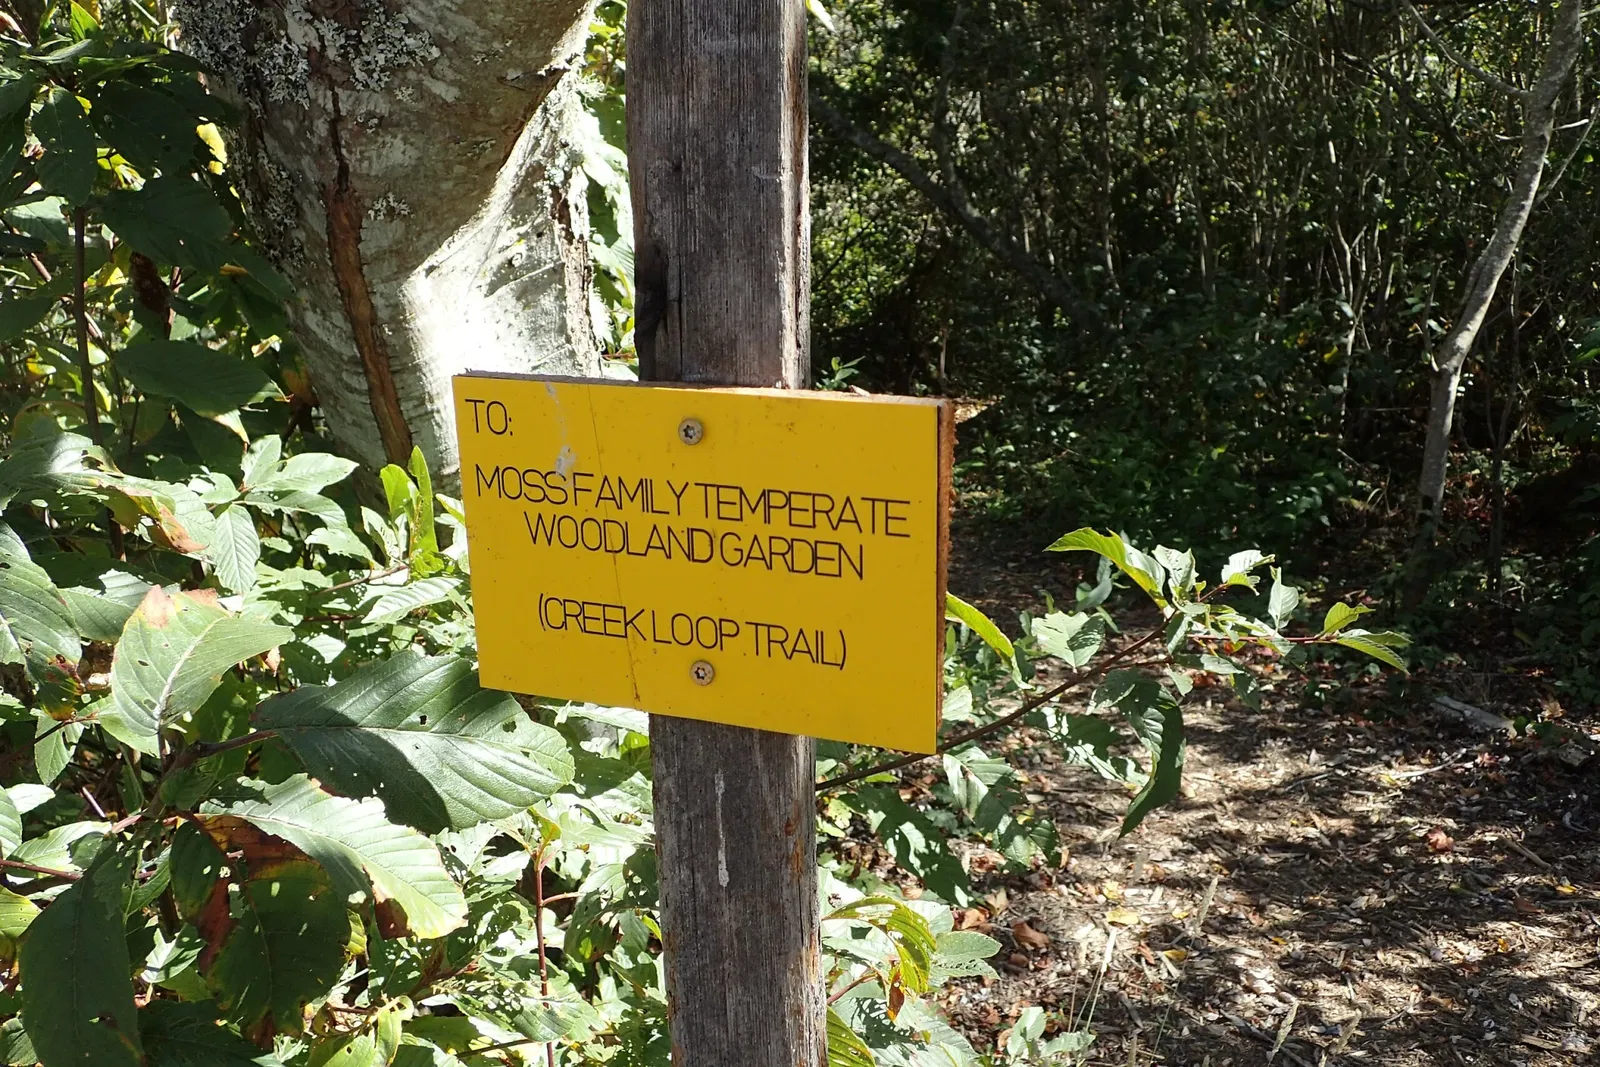 TO:
MOSS FAMILY TEMPERATE
WOODLAND GARDEN
(CREEK LOOP TRAIL)